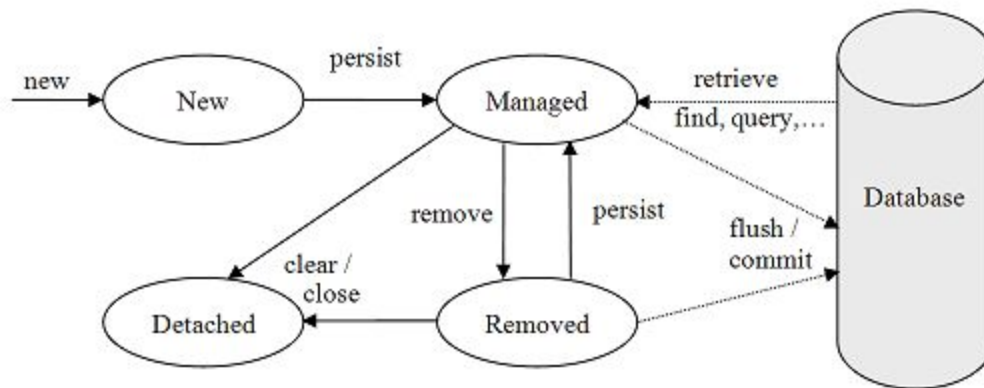 new
New
persist
Managed
retrieve
find, query,...
Database
remove
persist
flush /
commit
clear /
close
Detached
Removed